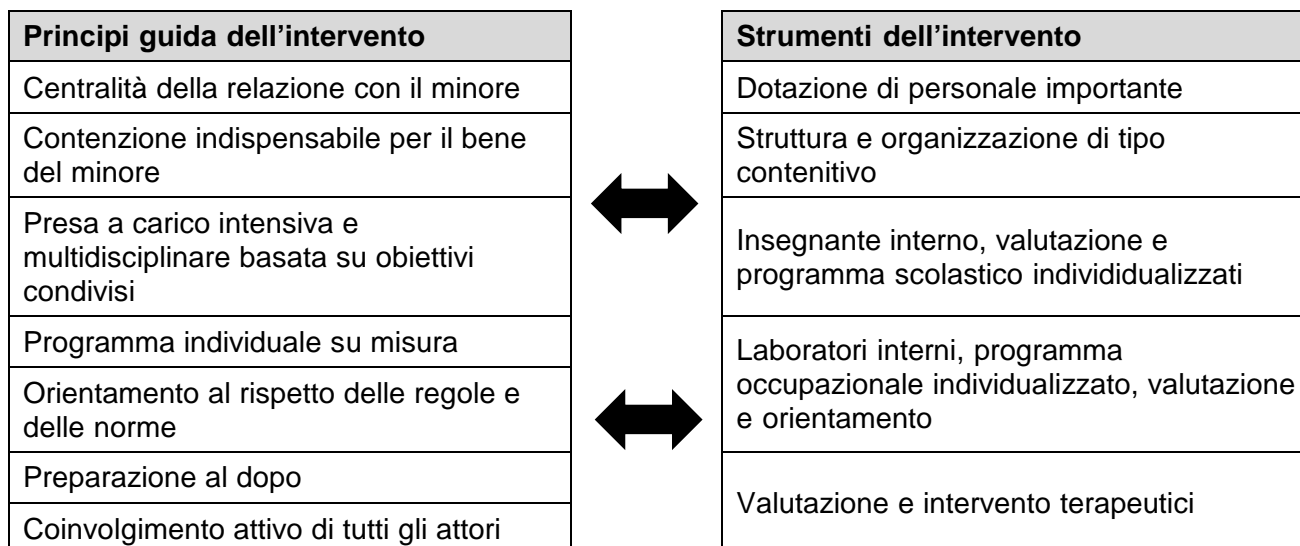 Principi guida dell'intervento
Centralità della relazione con il minore
Contenzione indispensabile per il bene
del minore
Presa a carico intensiva e
multidisciplinare basata su obiettivi
condivisi
Programma individuale su misura
Orientamento al rispetto delle regole e
delle norme
Preparazione al dopo
Coinvolgimento attivo di tutti gli attori
Strumenti dell'intervento
Dotazione di personale importante
Struttura e organizzazione di tipo
contenitivo
Insegnante interno, valutazione e
programma scolastico individidualizzati
Laboratori interni, programma
occupazionale individualizzato, valutazione
e orientamento
Valutazione e intervento terapeutici